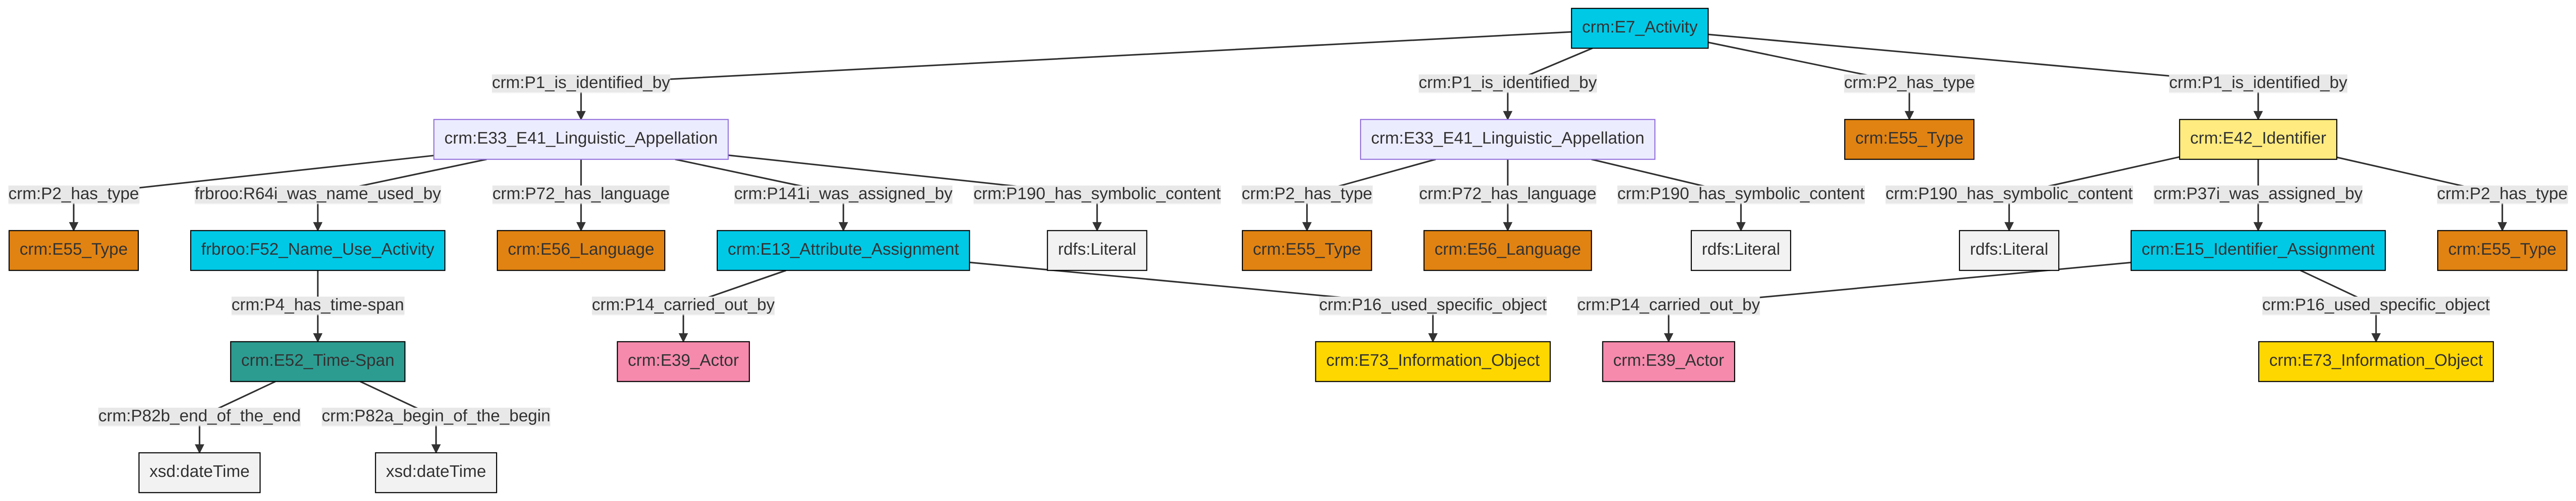 crm:E7_Activity
crm:P1_is_identified_by
crm:P1_is_identified_by
crm:P2_has_type
crm:P1_is_identified_by
crm:E33_E41_Linguistic_Appellation
crm:E33_E41_Linguistic_Appellation
crm:E55_Type
crm:E42_Identifier
crm:P2_has_type
frbroo:R64i_was_name_used_by
crm:P72_has_language
crm:P141i_was_assigned_by
crm:P190_has_symbolic_content
crm:P2_has_type
crm:P72_has_language
crm:P190_has_symbolic_content
crm:P190_has_symbolic_content
crm:P37i_was_assigned_by
crm:P2_has_type
crm:E55_Type
frbroo:F52_Name_Use_Activity
crm:E56_Language
crm:E13_Attribute_Assignment
rdfs:Literal
crm:E55_Type
crm:E56_Language
rdfs:Literal
rdfs:Literal
crm:E15_Identifier_Assignment
crm:E55_Type
crm:P4_has_time-span
crm:P14_carried_out_by
crm:P16_used_specific_object
crm:P14_carried_out_by
crm:P16_used_specific_object
crm:E52_Time-Span
crm:E39_Actor
crm:E73_Information_Object
crm:E39_Actor
crm:E73_Information_Object
crm:P82b_end_of_the_end
crm:P82a_begin_of_the_begin
xsd:dateTime
xsd:dateTime